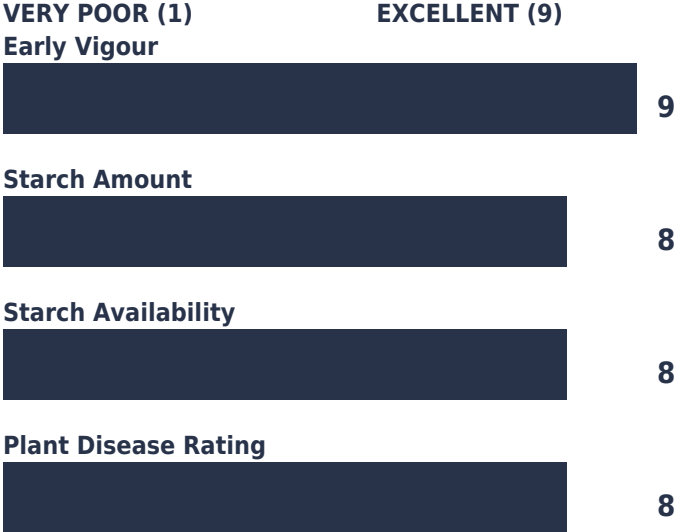 VERY POOR (1) EXCELLENT (9)
Early Vigour
9
Starch Amount
8
Starch Availability
8
Plant Disease Rating
8